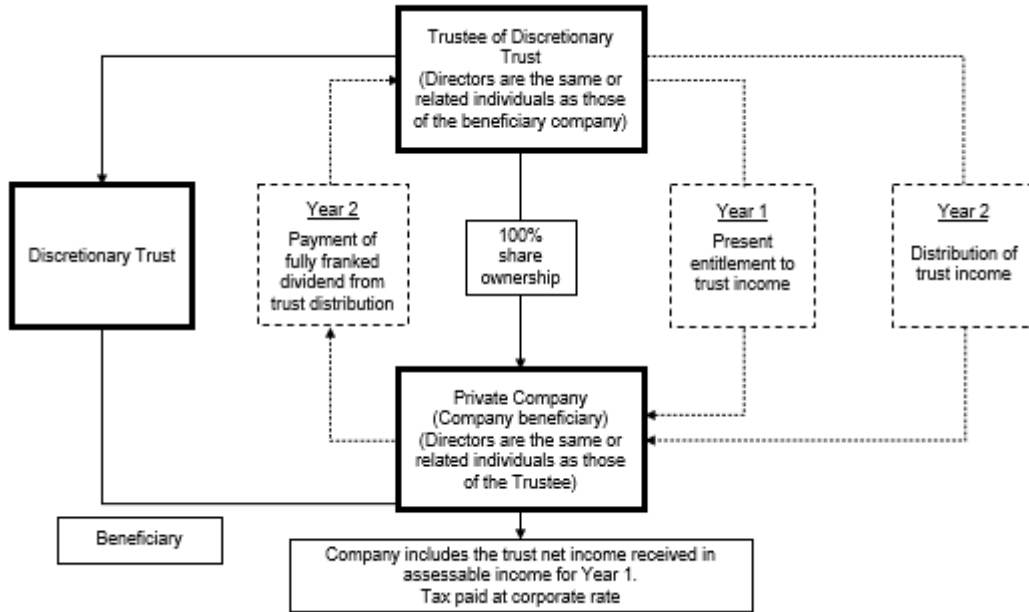 Trustee of Discretionary
Trust
(Directors are the same or
related individuals as those
of the beneficiary company)
Discretionary Trust
Year 2
Payment of
fully franked
dividend from
trust distribution
100%
share
ownership
Year 1
Present
entitlement to
trust income
Year 2
Distribution of
trust income
Private Company
(Company beneficiary)
(Directors are the same or
related individuals as those
of the Trustee)
Beneficiary
Company includes the trust net income received in
assessable income for Year 1.
Tax paid at corporate rate